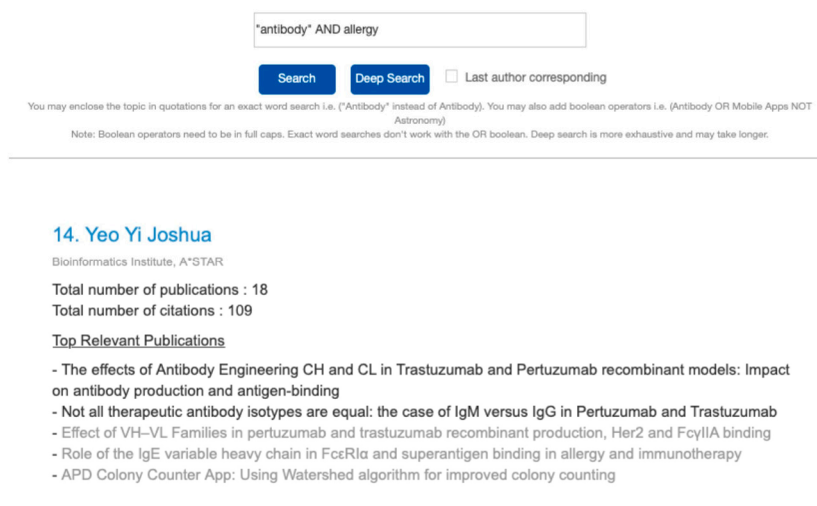 "antibody" AND allergy
Search
Deep Search
Last author corresponding
You may enclose the topic in quotations for an exact word search i.e. ("Antibody" instead of Antibody). You may also add boolean operators i.e. (Antibody OR Mobile Apps NOT
Astronomy)
Note: Boolean operators need to be in full caps. Exact word searches don't work with the OR boolean. Deep search is more exhaustive and may take longer.
14. Yeo Yi Joshua
Bioinformatics Institute, A*STAR
Total number of publications : 18
Total number of citations : 109
Top Relevant Publications
- The effects of Antibody Engineering CH and CL in Trastuzumab and Pertuzumab recombinant models: Impact
on antibody production and antigen-binding
- Not all therapeutic antibody isotypes are equal: the case of IgM versus IgG in Pertuzumab and Trastuzumab
- Effect of VH–VL Families in pertuzumab and trastuzumab recombinant production, Her2 and FcγIIA binding
- Role of the IgE variable heavy chain in FcεRIα and superantigen binding in allergy and immunotherapy
- APD Colony Counter App: Using Watershed algorithm for improved colony counting